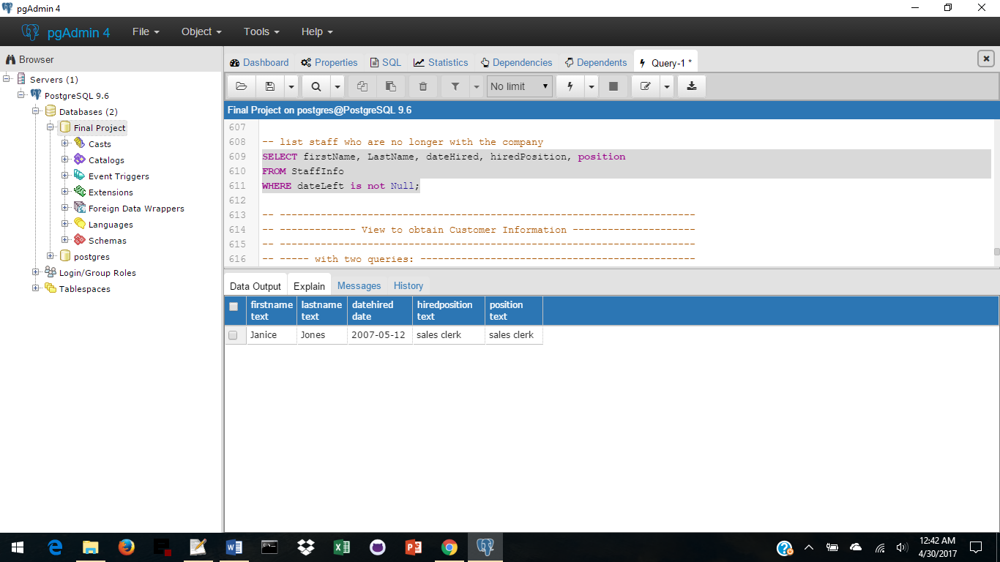 pgAdmin 4
pgAdmin 4 File Object Tools Help
Browser
Servers (1)
PostgreSQL 9.6
Databases (2)
Final Project
Casts
Catalogs
Event Triggers
Extensions
Foreign Data Wrappers
Languages
Schemas
postgres
Login/Group Roles
Tablespaces
Dashboard Properties SQL Statistics Dependencies Dependents Query-1 *
No limit
Final Project on postgres@PostgreSQL 9.6
607
608 -- list staff who are no longer with the company
609 SELECT firstName, LastName, dateHired, hiredPosition, position
610 FROM StaffInfo
611 WHERE dateLeft is not Null;
612
613 -- -----------------------------------------------------------------------
614 -- ------------- View to obtain Customer Information ---------------------
615 -- -----------------------------------------------------------------------
616 -- ----- with two queries: -----------------------------------------------
Data Output Explain Messages History
firstname lastname datehired hiredposition position
text text date text text
Janice Jones 2007-05-12 sales clerk sales clerk
12:42 AM
4/30/2017